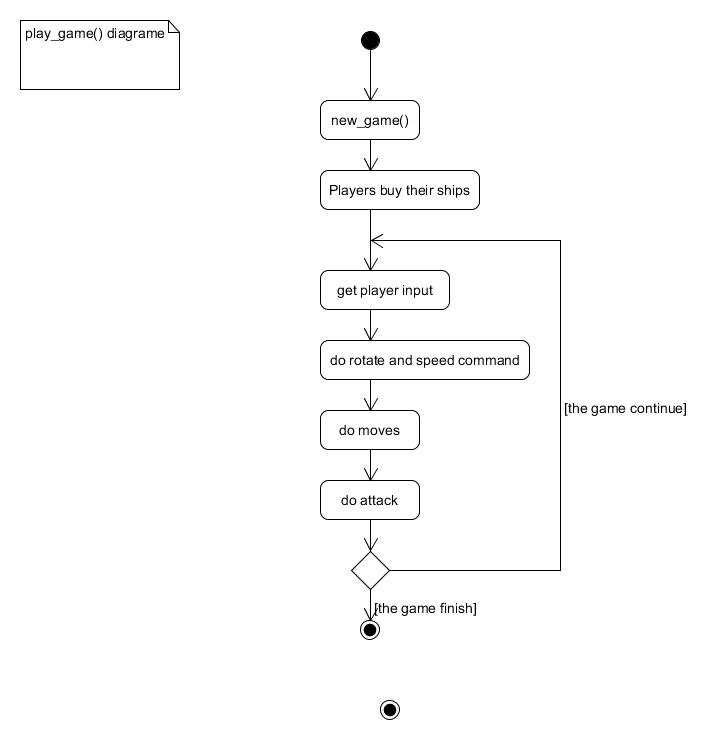 play_game() diagrame
new_game()
Players buy their ships
get player input
do rotate and speed command
[the game continue]
do moves
do attack
[the game finish]